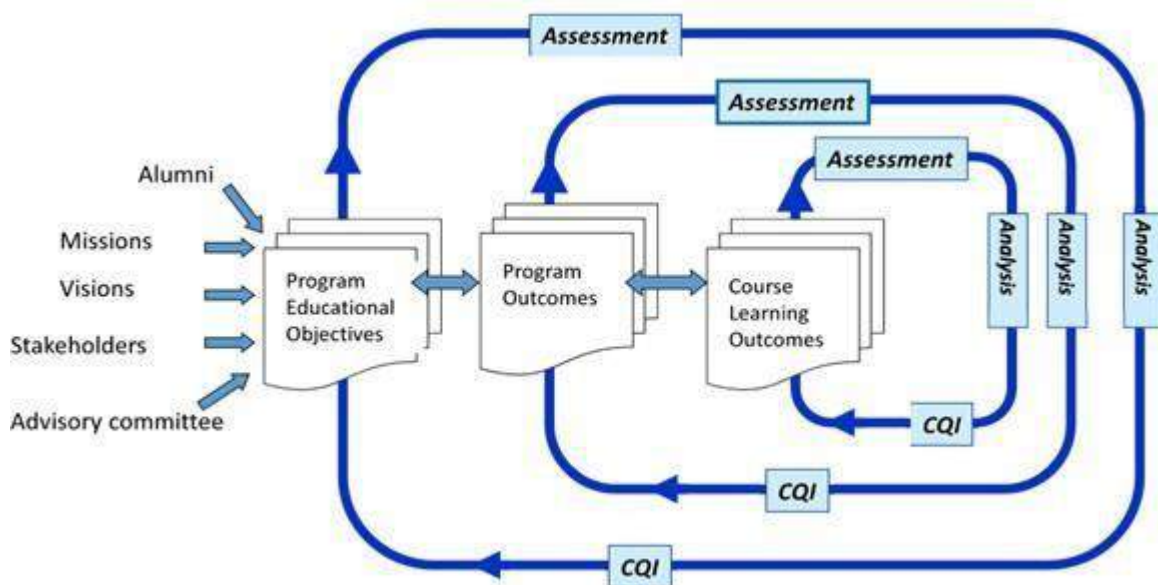 Assessment
Assessment
Assessment
Alumni
Missions
Visions
Stakeholders
Advisory committee
Program
Educational
Objectives
Program
Outcomes
Course
Learning
Outcomes
Analysis
Analysis
Analysis
CQI
CQI
CQI